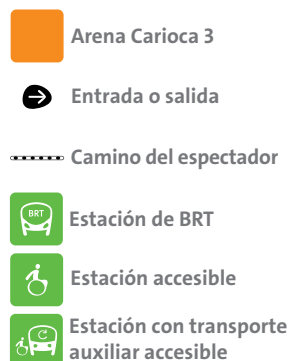 Arena Carioca 3
Entrada o salida
Camino del espectador
BRT
Estación de BRT
Estación accesible
Estación con transporte
auxiliar accesible